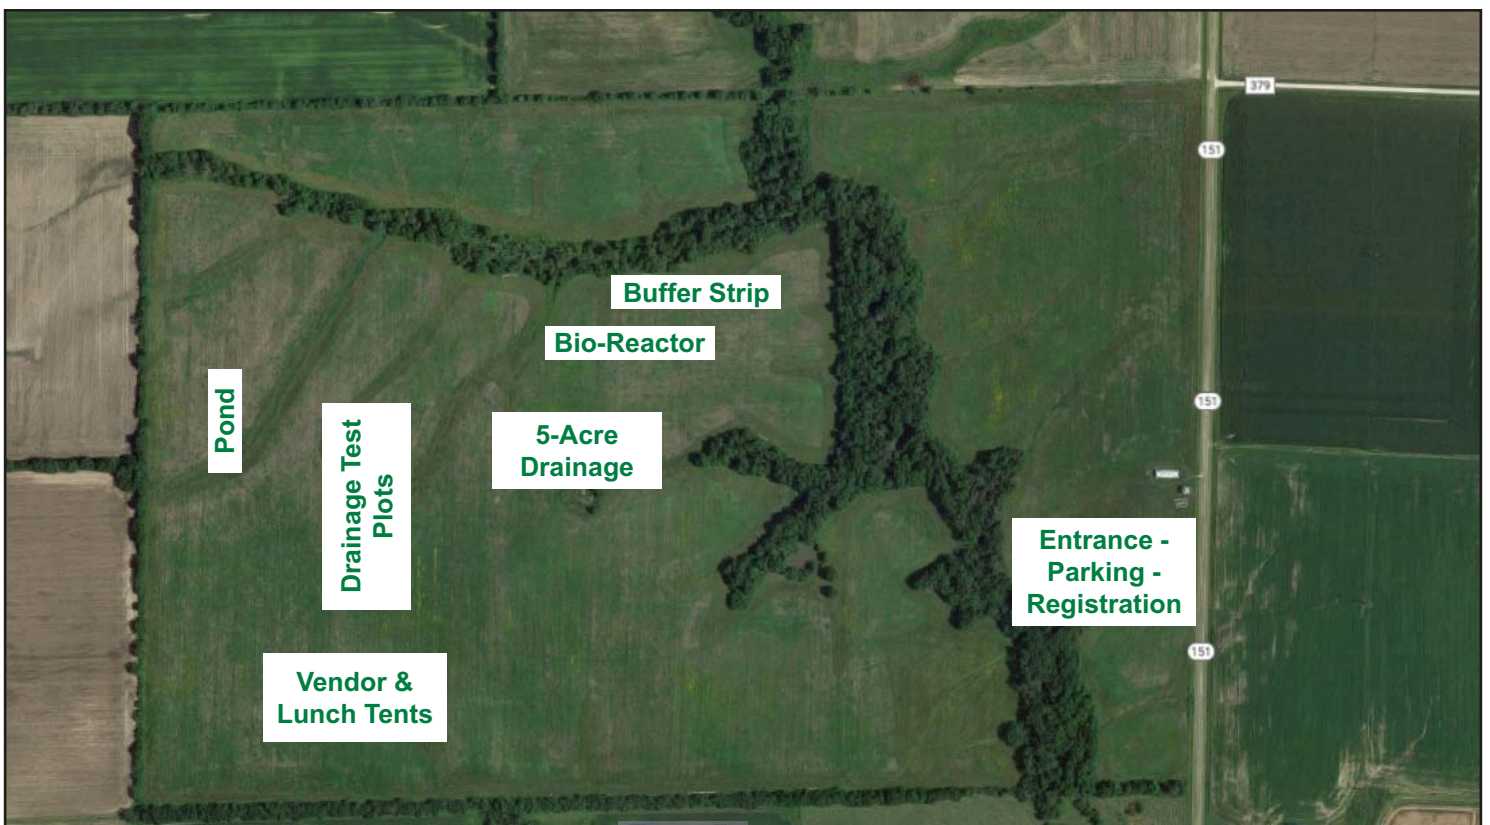 379
151
Buffer Strip
Bio-Reactor
Pond
Drainage Test
Plots
5-Acre
Drainage
151
Entrance -
Parking -
Registration
151
Vendor &
Lunch Tents